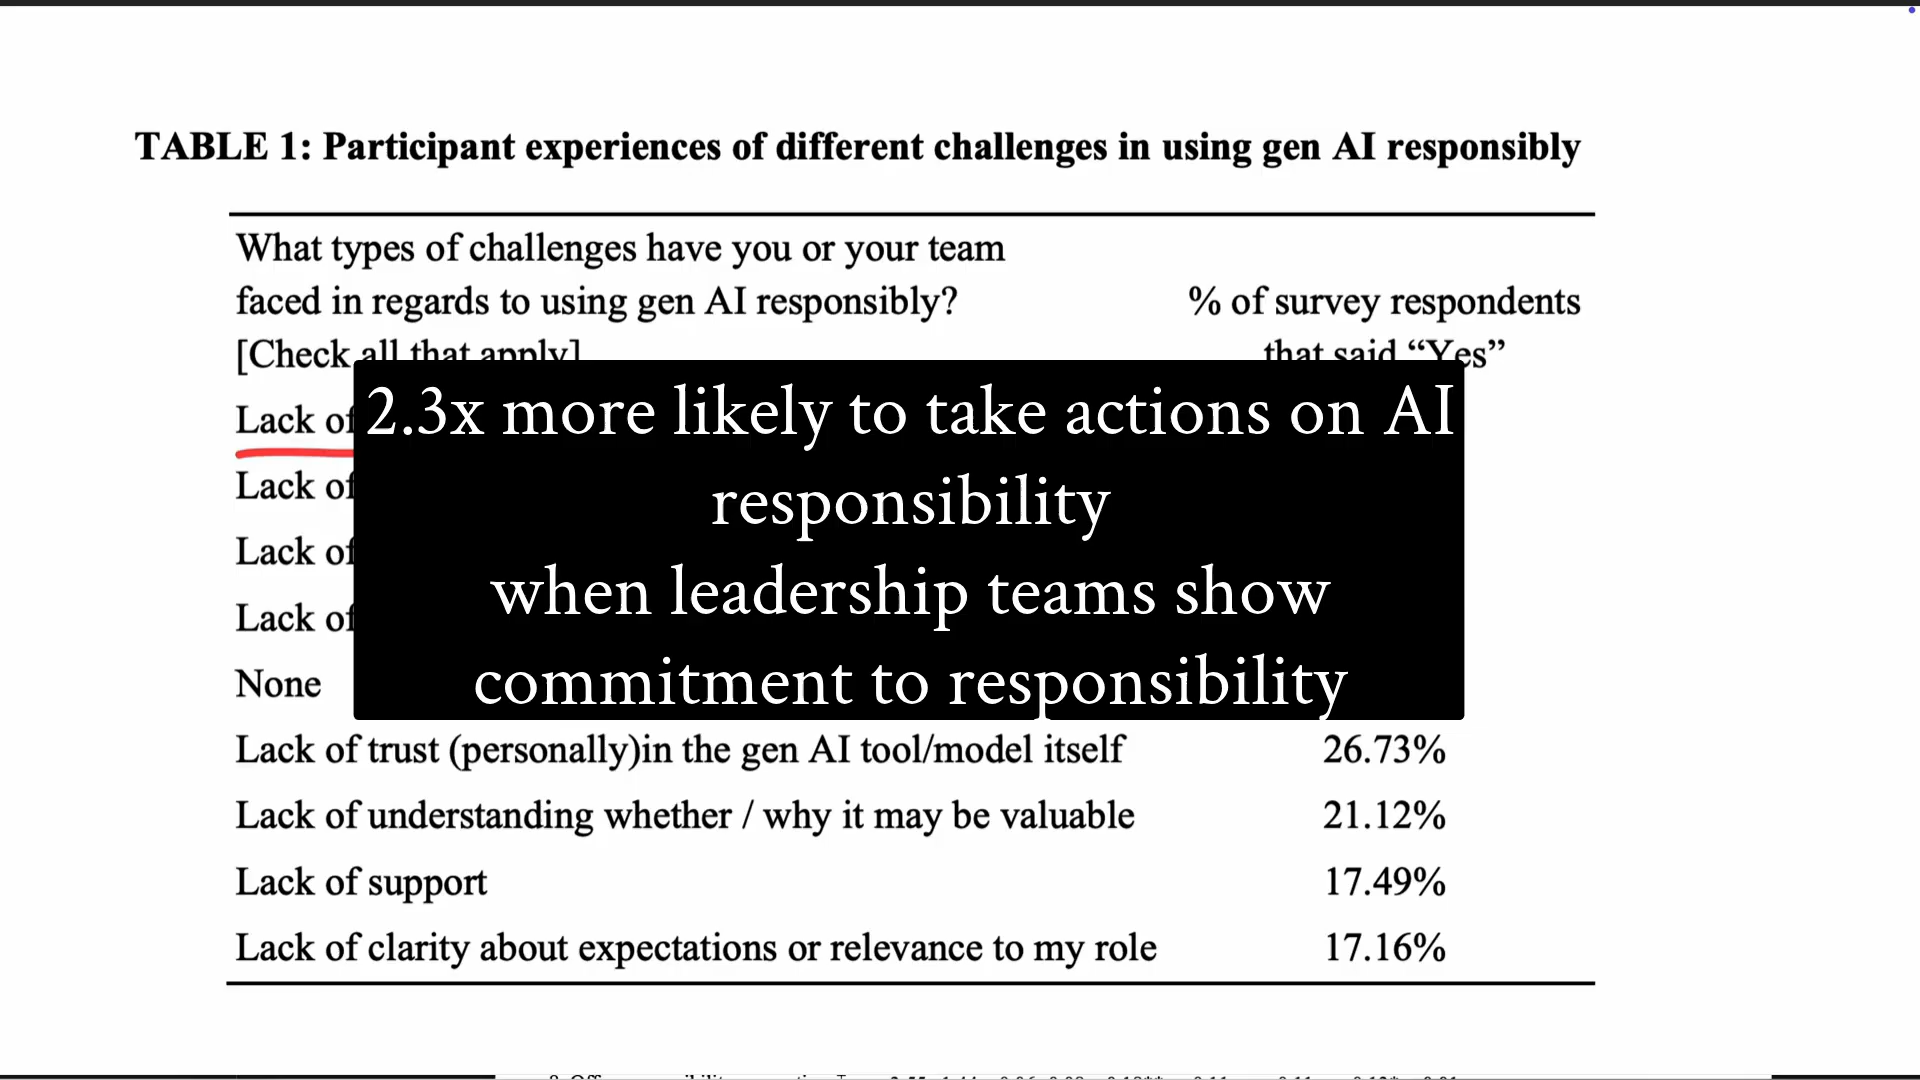 TABLE 1: Participant experiences of different challenges in using gen AI responsibly
What types of challenges have you or your team
faced in regards to using gen AI responsibly?
% of survey respondents
[Check all that apply]
that said “Yes”
Lack of
Lack of
Lack of
Lack of
None
2.3x more likely to take actions on AI
responsibility
when leadership teams show
commitment to responsibility
Lack of trust (personally)in the gen AI tool/model itself 26.73%
Lack of understanding whether / why it may be valuable 21.12%
Lack of support 17.49%
Lack of clarity about expectations or relevance to my role 17.16%